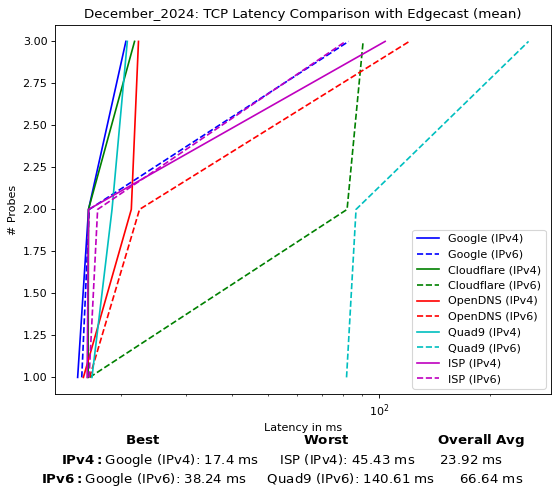 December_2024: TCP Latency Comparison with Edgecast (mean)
3.00
2.75
2.50
2.25
2.00
1.75
1.50
1.25
1.00
# Probes
Google (IPv4)
Google (IPv6)
Cloudflare (IPv4)
Cloudflare (IPv6)
OpenDNS (IPv4)
OpenDNS (IPv6)
Quad9 (IPv4)
Quad9 (IPv6)
ISP (IPv4)
ISP (IPv6)
10²
Latency in ms
Best Worst Overall Avg
IPv4: Google (IPv4): 17.4 ms ISP (IPv4): 45.43 ms 23.92 ms
IPv6: Google (IPv6): 38.24 ms Quad9 (IPv6): 140.61 ms 66.64 ms